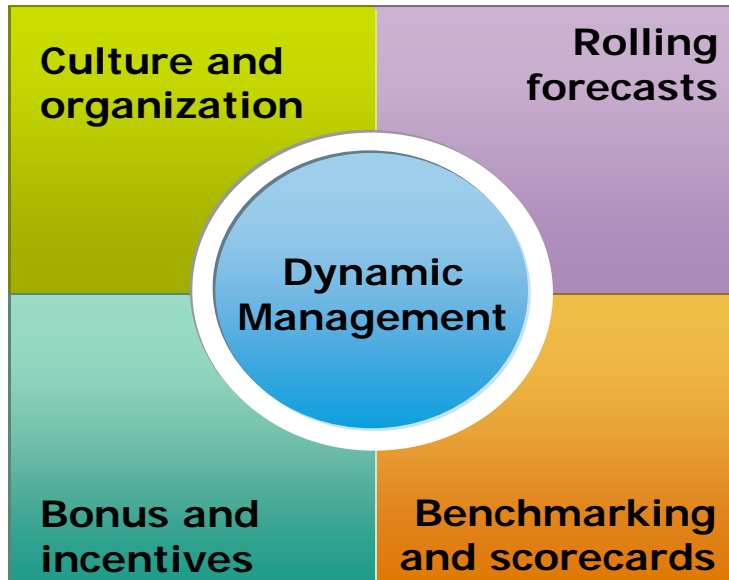 Culture and
organization
Rolling
forecasts
Dynamic
Management
Bonus and
incentives
Benchmarking
and scorecards